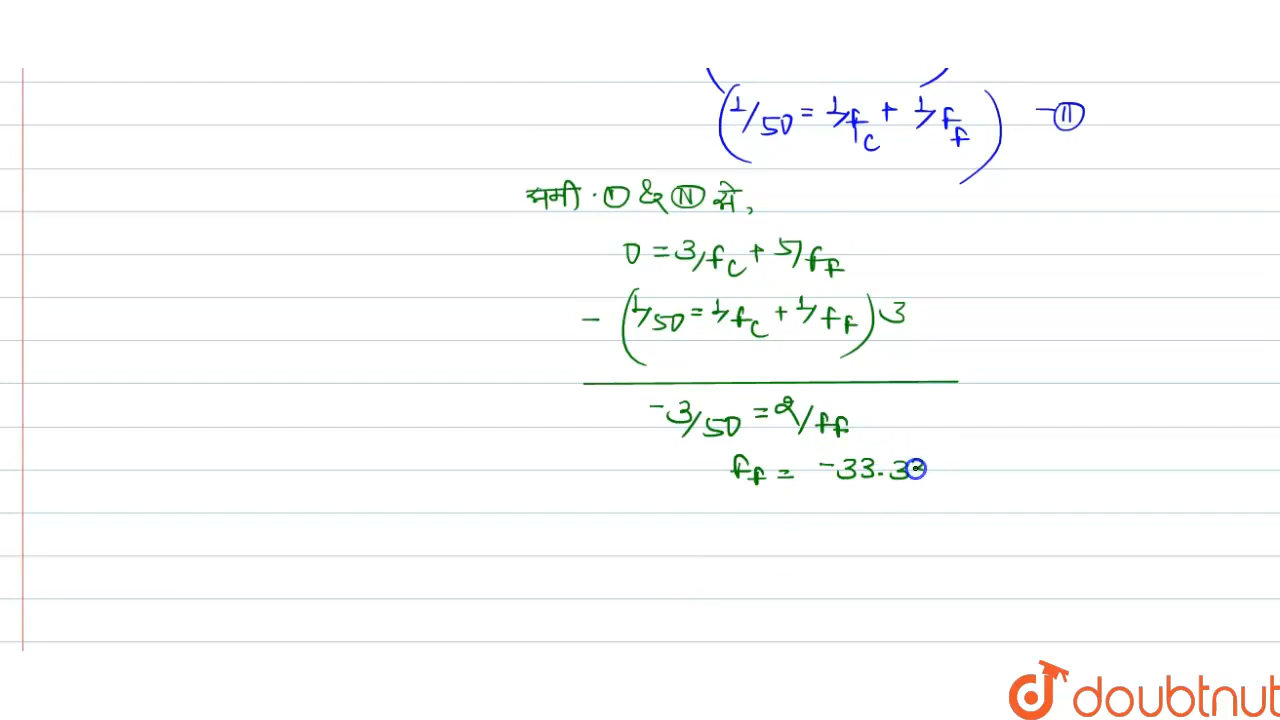 (1/50 = 1/fc + 1/ff) - II
समी. I & II से,
0 = 3/fc + 5/ff
- (1/50 = 1/fc + 1/ff) 3
-3/50 = 2/ff
ff = -33.33
doubtnut